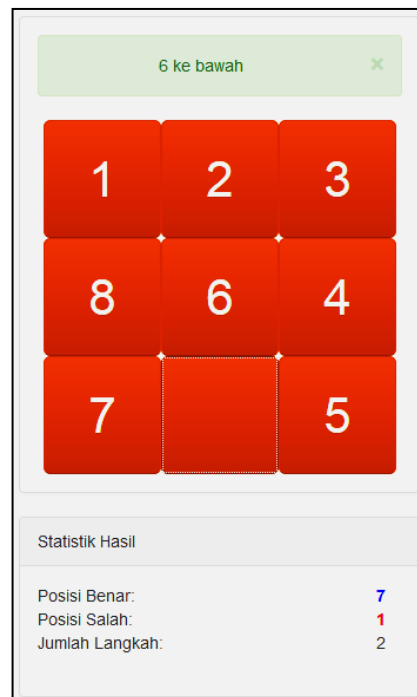 6 ke bawah ×
1 2 3
8 6 4
7 5
Statistik Hasil
Posisi Benar: 7
Posisi Salah: 1
Jumlah Langkah: 2